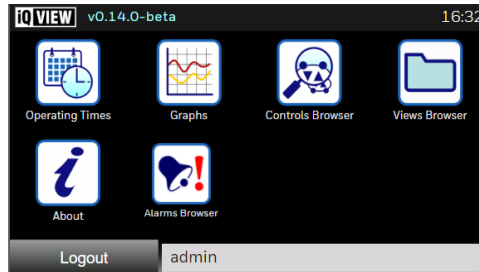 iQ VIEW v0.14.0-beta 16:32
Operating Times Graphs Controls Browser Views Browser
About Alarms Browser
Logout admin